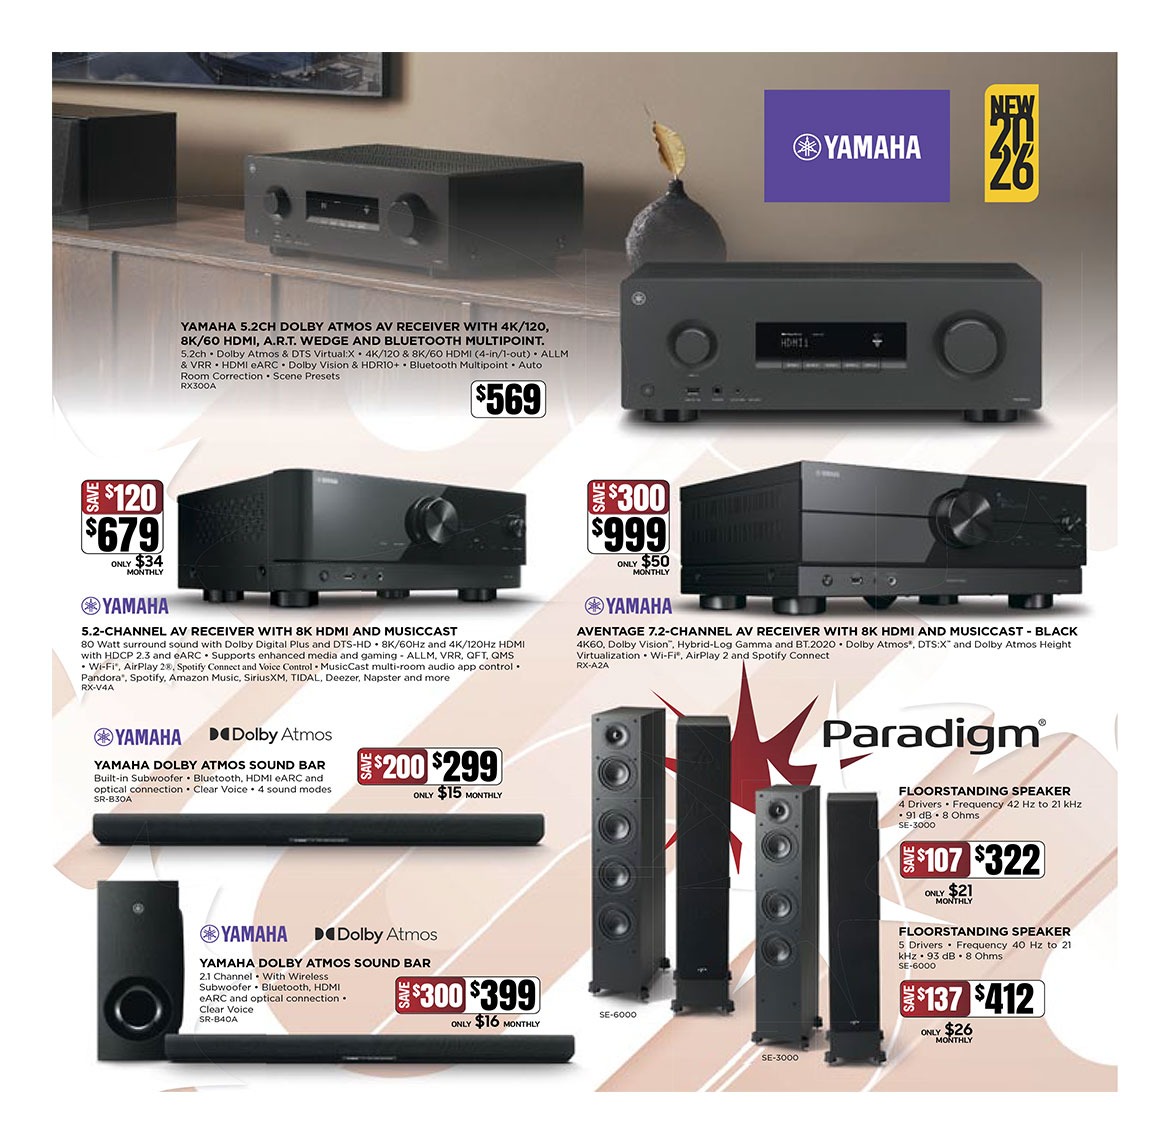 YAMAHA
NEW
20
26
HDMI1
YAMAHA 5.2CH DOLBY ATMOS AV RECEIVER WITH 4K/120,
8K/60 HDMI, A.R.T. WEDGE AND BLUETOOTH MULTIPOINT.
5.2ch • Dolby Atmos & DTS Virtual:X • 4K/120 & 8K/60 HDMI (4-in/1-out) • ALLM
& VRR • HDMI eARC • Dolby Vision & HDR10+ • Bluetooth Multipoint • Auto
Room Correction • Scene Presets
RX300A
$569
SAVE $120
$679
ONLY $34
MONTHLY
YAMAHA
5.2-CHANNEL AV RECEIVER WITH 8K HDMI AND MUSICCAST
80 Watt surround sound with Dolby Digital Plus and DTS-HD • 8K/60Hz and 4K/120Hz HDMI
with HDCP 2.3 and eARC • Supports enhanced media and gaming - ALLM, VRR, QFT, QMS
• Wi-Fi®, AirPlay 2®, Spotify Connect and Voice Control • MusicCast multi-room audio app control •
Pandora®, Spotify, Amazon Music, SiriusXM, TIDAL, Deezer, Napster and more
RX-V4A
SAVE $300
$999
ONLY $50
MONTHLY
YAMAHA
AVENTAGE 7.2-CHANNEL AV RECEIVER WITH 8K HDMI AND MUSICCAST - BLACK
4K60, Dolby Vision™, Hybrid-Log Gamma and BT.2020 • Dolby Atmos®, DTS:X™ and Dolby Atmos Height
Virtualization • Wi-Fi®, AirPlay 2 and Spotify Connect
RX-A2A
YAMAHA Dolby Atmos
YAMAHA DOLBY ATMOS SOUND BAR
Built-in Subwoofer • Bluetooth, HDMI eARC and
optical connection • Clear Voice • 4 sound modes
SR-B30A
SAVE $200 $299
ONLY $15 MONTHLY
YAMAHA Dolby Atmos
YAMAHA DOLBY ATMOS SOUND BAR
2.1 Channel • With Wireless
Subwoofer • Bluetooth, HDMI
eARC and optical connection •
Clear Voice
SR-B40A
SAVE $300 $399
ONLY $16 MONTHLY
Paradigm®
FLOORSTANDING SPEAKER
4 Drivers • Frequency 42 Hz to 21 kHz
• 91 dB • 8 Ohms
SE-3000
SAVE $107 $322
ONLY $21
MONTHLY
FLOORSTANDING SPEAKER
5 Drivers • Frequency 40 Hz to 21
kHz • 93 dB • 8 Ohms
SE-6000
SAVE $137 $412
ONLY $26
MONTHLY
SE-6000
SE-3000